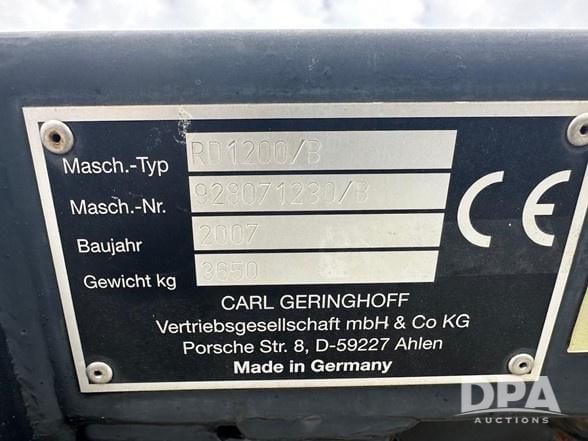 Masch.-Typ RD1200/B
Masch.-Nr. 928071230/B
Baujahr 2007
Gewicht kg 3650
CE
CARL GERINGHOFF
Vertriebsgesellschaft mbH & Co KG
Porsche Str. 8, D-59227 Ahlen
Made in Germany
DPA
AUCTIONS